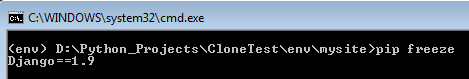 C:\WINDOWS\system32\cmd.exe
(env) D:\Python_Projects\CloneTest\env\mysite>pip freeze
Django==1.9